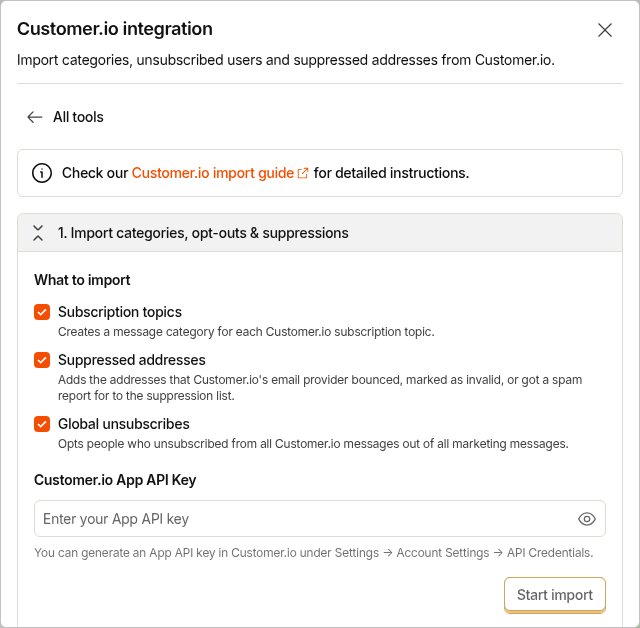 Customer.io integration
Import categories, unsubscribed users and suppressed addresses from Customer.io.
All tools
Check our Customer.io import guide for detailed instructions.
1. Import categories, opt-outs & suppressions
What to import
Subscription topics
Creates a message category for each Customer.io subscription topic.
Suppressed addresses
Adds the addresses that Customer.io's email provider bounced, marked as invalid, or got a spam
report for to the suppression list.
Global unsubscribes
Opts people who unsubscribed from all Customer.io messages out of all marketing messages.
Customer.io App API Key
Enter your App API key
You can generate an App API key in Customer.io under Settings → Account Settings → API Credentials.
Start import